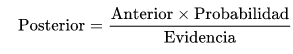 Posterior = Anterior × Probabilidad / Evidencia